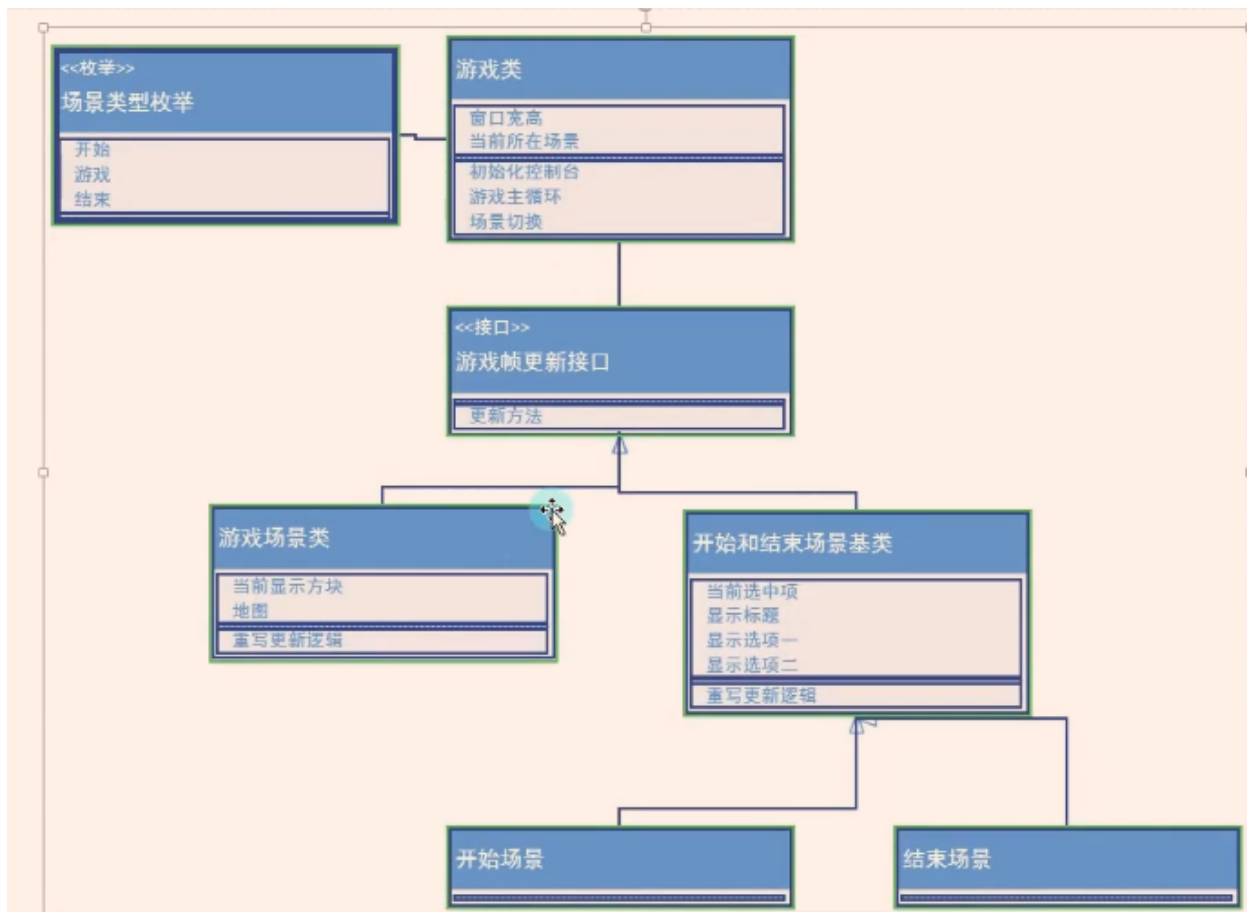 <<枚举>>
场景类型枚举
开始
游戏
结束
游戏类
窗口宽高
当前所在场景
初始化控制台
游戏主循环
场景切换
<<接口>>
游戏帧更新接口
更新方法
游戏场景类
当前显示方块
地图
重写更新逻辑
开始和结束场景基类
当前选中项
显示标题
显示选项一
显示选项二
重写更新逻辑
开始场景
结束场景